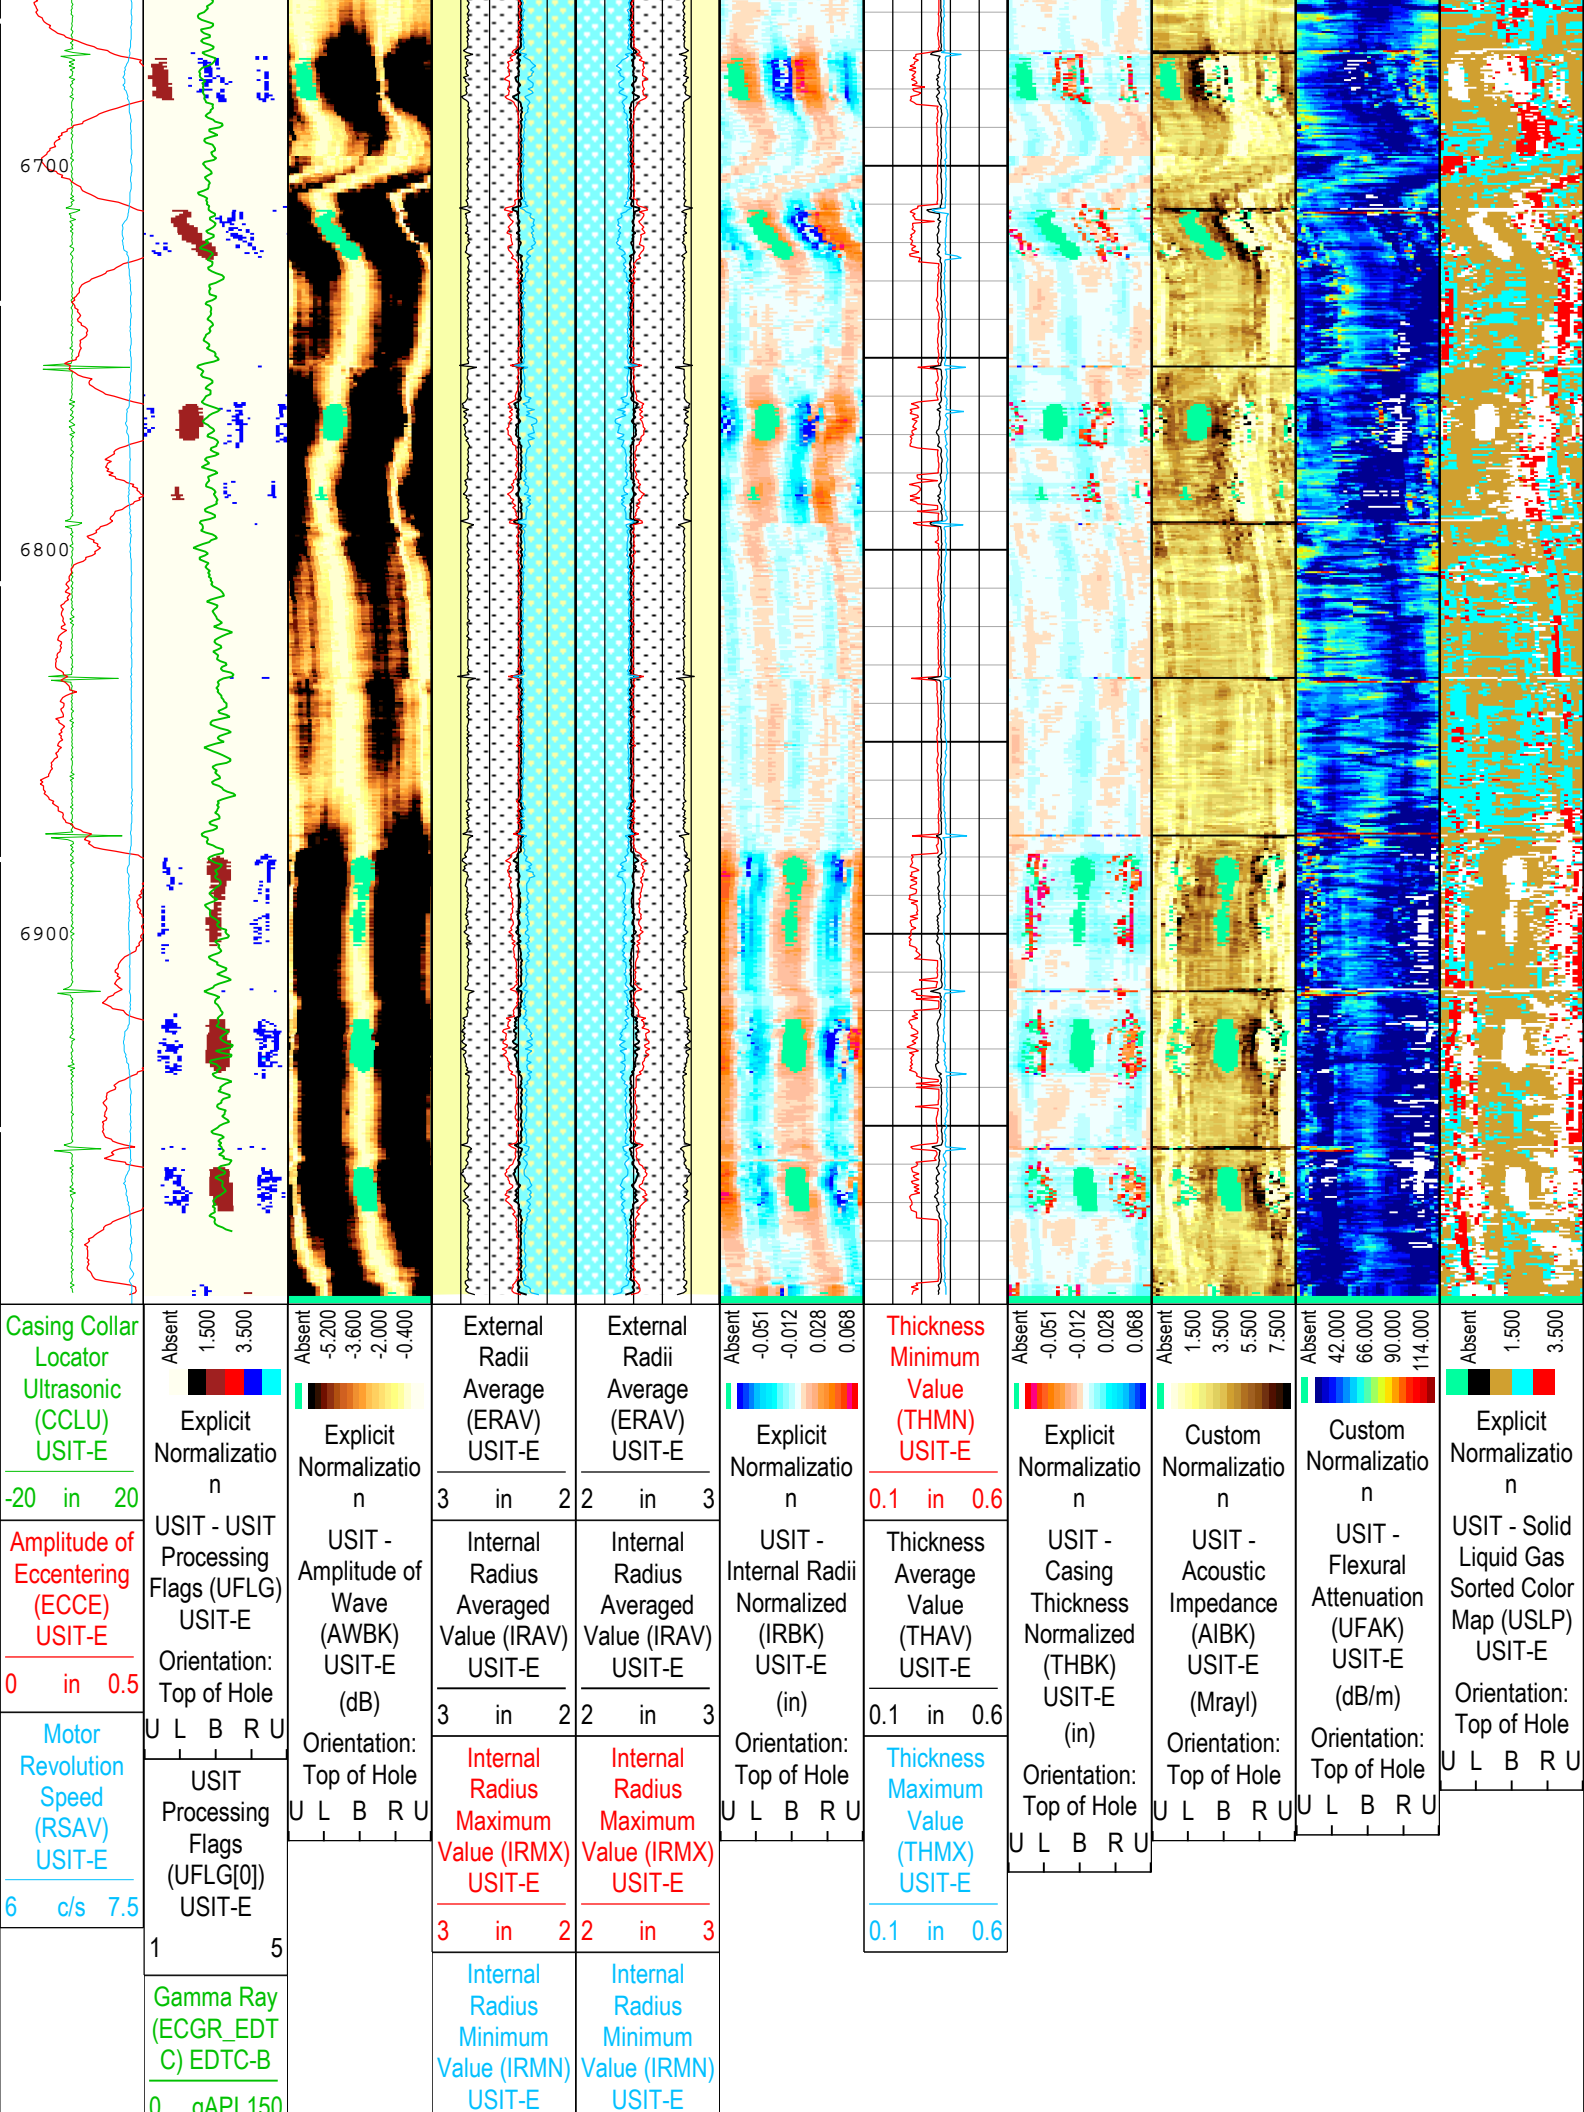 6700
6800
6900
Casing Collar
Locator
Ultrasonic
(CCLU)
USIT-E
-20 in 20
Amplitude of
Eccentering
(ECCE)
USIT-E
0 in 0.5
Motor
Revolution
Speed
(RSAV)
USIT-E
6 c/s 7.5
Absent
1.500
3.500
Explicit
Normalizatio
n
USIT - USIT
Processing
Flags (UFLG)
USIT-E
Orientation:
Top of Hole
U L B R U
USIT
Processing
Flags
(UFLG[0])
USIT-E
1 5
Gamma Ray
(ECGR_EDT
C) EDTC-B
0 gAPI 150
Absent
-5.200
-3.600
-2.000
-0.400
Explicit
Normalizatio
n
USIT -
Amplitude of
Wave
(AWBK)
USIT-E
(dB)
Orientation:
Top of Hole
U L B R U
External
Radii
Average
(ERAV)
USIT-E
3 in 2
Internal
Radius
Averaged
Value (IRAV)
USIT-E
3 in 2
Internal
Radius
Maximum
Value (IRMX)
USIT-E
3 in 2
Internal
Radius
Minimum
Value (IRMN)
USIT-E
External
Radii
Average
(ERAV)
USIT-E
2 in 3
Internal
Radius
Averaged
Value (IRAV)
USIT-E
2 in 3
Internal
Radius
Maximum
Value (IRMX)
USIT-E
2 in 3
Internal
Radius
Minimum
Value (IRMN)
USIT-E
Absent
-0.051
-0.012
0.028
0.068
Explicit
Normalizatio
n
USIT -
Internal Radii
Normalized
(IRBK)
USIT-E
(in)
Orientation:
Top of Hole
U L B R U
Thickness
Minimum
Value
(THMN)
USIT-E
0.1 in 0.6
Thickness
Average
Value
(THAV)
USIT-E
0.1 in 0.6
Thickness
Maximum
Value
(THMX)
USIT-E
0.1 in 0.6
Absent
-0.051
-0.012
0.028
0.068
Explicit
Normalizatio
n
USIT -
Casing
Thickness
Normalized
(THBK)
USIT-E
(in)
Orientation:
Top of Hole
U L B R U
Absent
1.500
3.500
5.500
7.500
Custom
Normalizatio
n
USIT -
Acoustic
Impedance
(AIBK)
USIT-E
(Mrayl)
Orientation:
Top of Hole
U L B R U
Absent
42.000
66.000
90.000
114.000
Custom
Normalizatio
n
USIT -
Flexural
Attenuation
(UFAK)
USIT-E
(dB/m)
Orientation:
Top of Hole
U L B R U
Absent
1.500
3.500
Explicit
Normalizatio
n
USIT - Solid
Liquid Gas
Sorted Color
Map (USLP)
USIT-E
Orientation:
Top of Hole
U L B R U